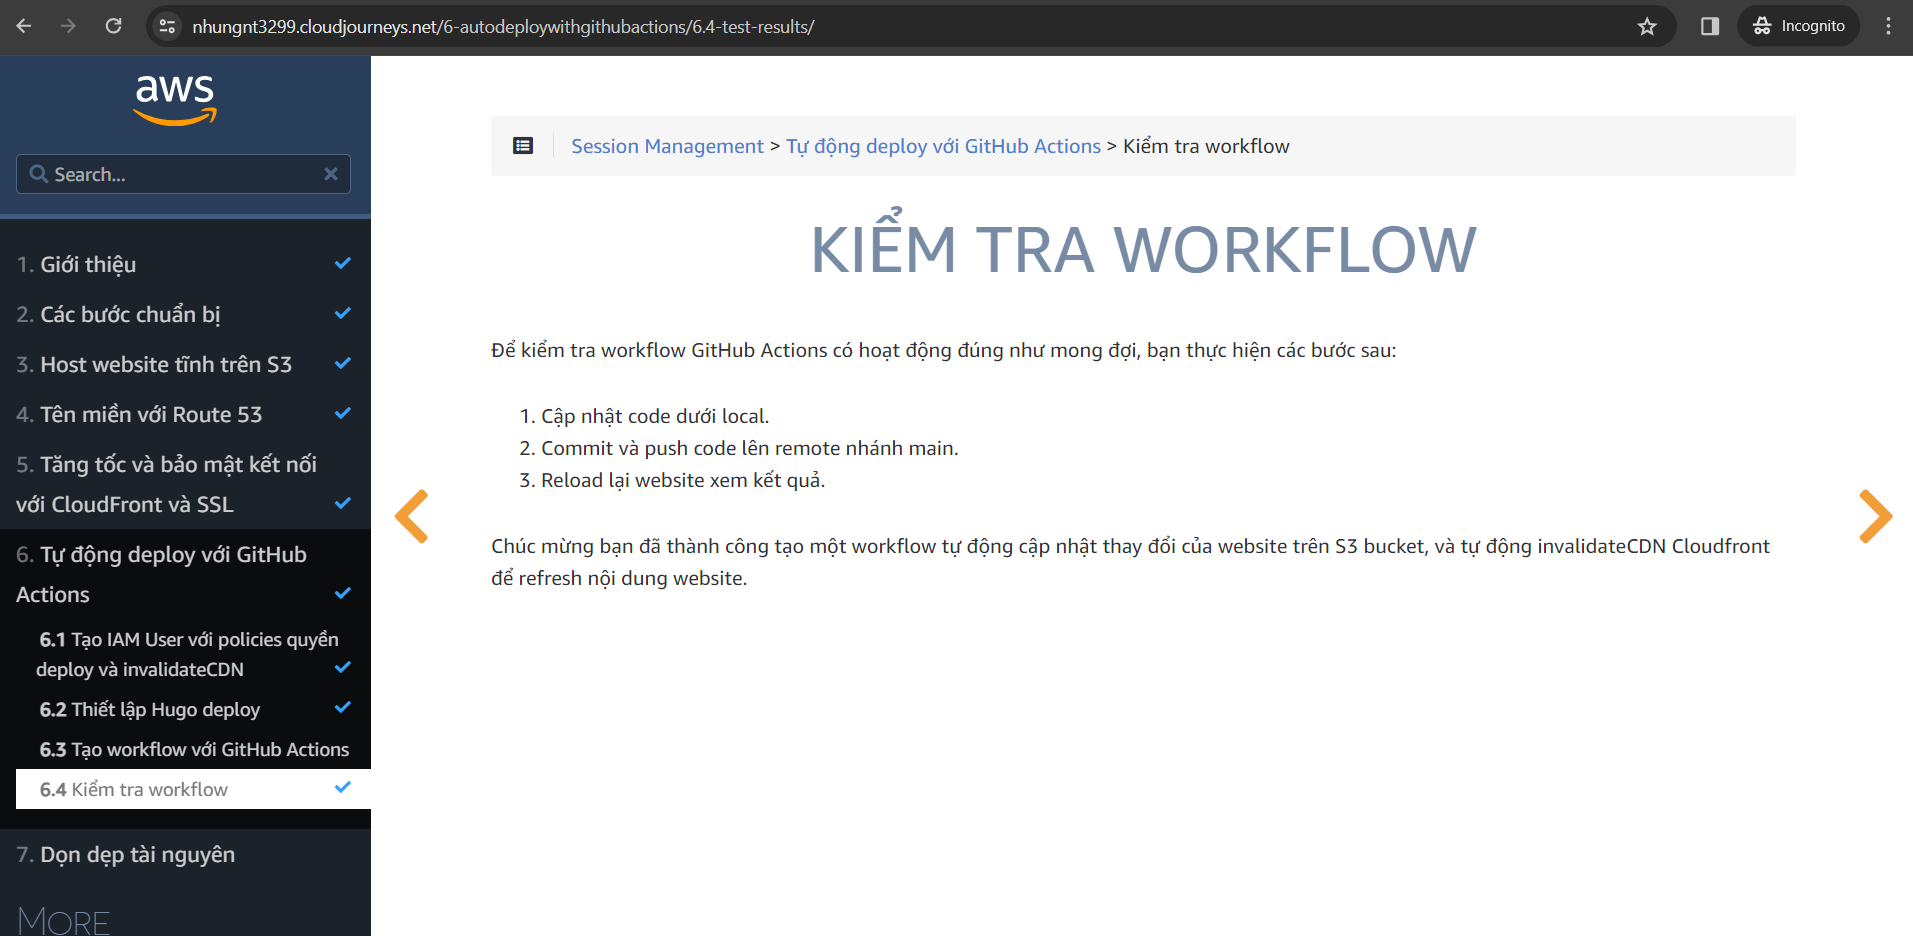 nhungnt3299.cloudjourneys.net/6-autodeploywithgithubactions/6.4-test-results/
Incognito
aws
Search...
1. Giới thiệu
2. Các bước chuẩn bị
3. Host website tĩnh trên S3
4. Tên miền với Route 53
5. Tăng tốc và bảo mật kết nối
với CloudFront và SSL
6. Tự động deploy với GitHub
Actions
6.1 Tạo IAM User với policies quyền
deploy và invalidateCDN
6.2 Thiết lập Hugo deploy
6.3 Tạo workflow với GitHub Actions
6.4 Kiểm tra workflow
7. Dọn dẹp tài nguyên
MORE
Session Management > Tự động deploy với GitHub Actions > Kiểm tra workflow
KIỂM TRA WORKFLOW
Để kiểm tra workflow GitHub Actions có hoạt động đúng như mong đợi, bạn thực hiện các bước sau:
1. Cập nhật code dưới local.
2. Commit và push code lên remote nhánh main.
3. Reload lại website xem kết quả.
Chúc mừng bạn đã thành công tạo một workflow tự động cập nhật thay đổi của website trên S3 bucket, và tự động invalidateCDN Cloudfront
để refresh nội dung website.